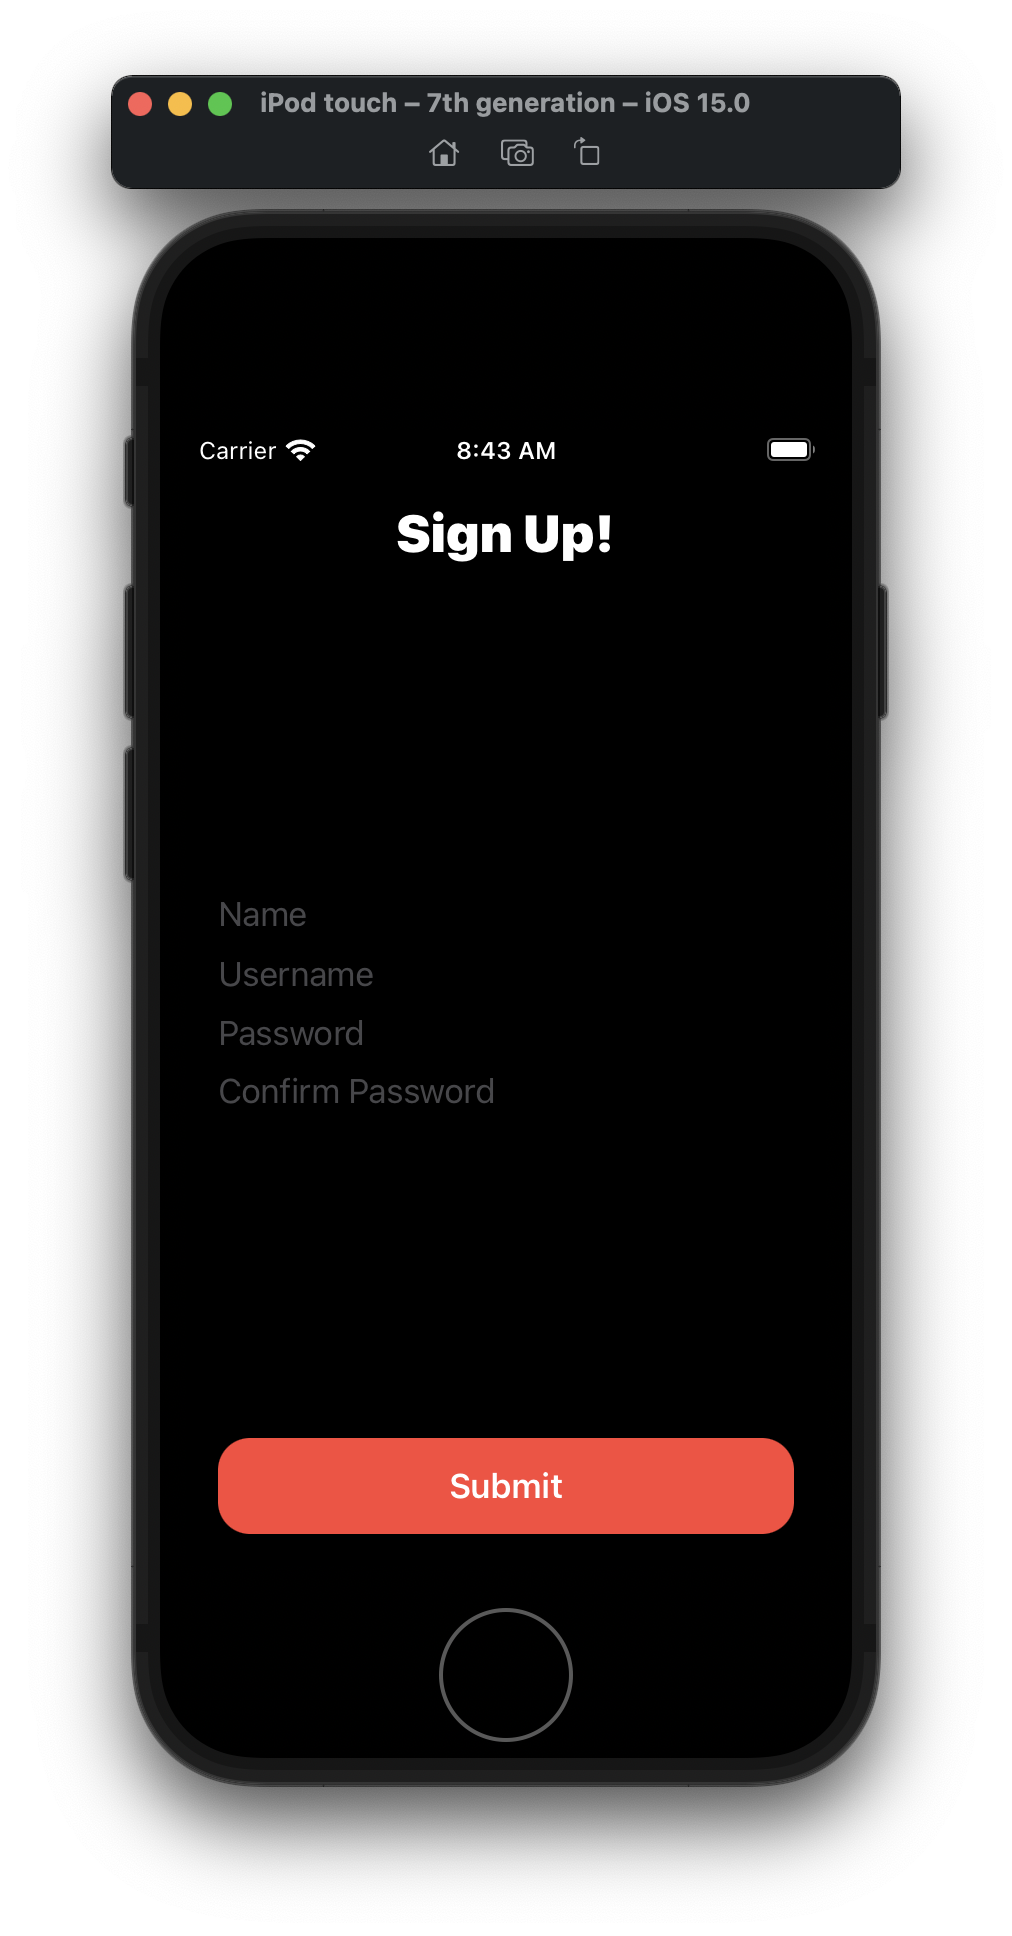 iPod touch – 7th generation – iOS 15.0
Carrier 8:43 AM
Sign Up!
Name
Username
Password
Confirm Password
Submit